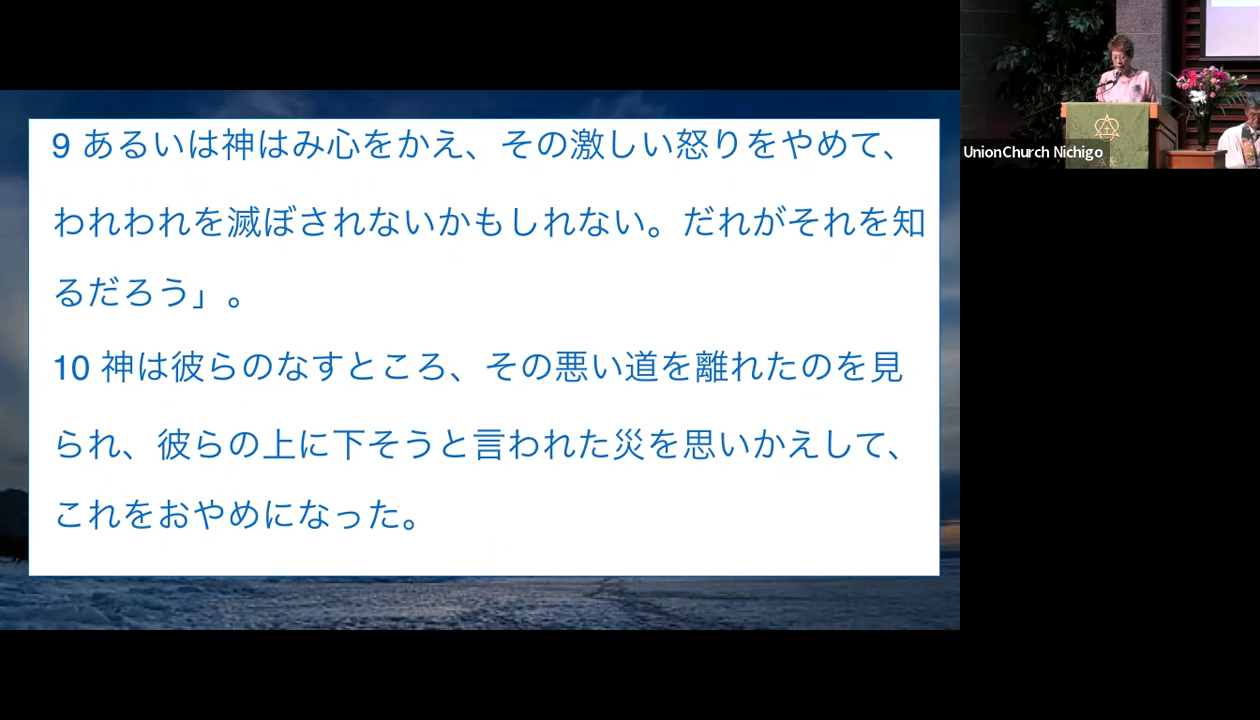 9 あるいは神はみ心をかえ、その激しい怒りをやめて、
われわれを滅ぼされないかもしれない。だれがそれを知
るだろう」。
10 神は彼らのなすところ、その悪い道を離れたのを見
られ、彼らの上に下そうと言われた災を思いかえして、
これをおやめになった。
UnionChurch Nichigo